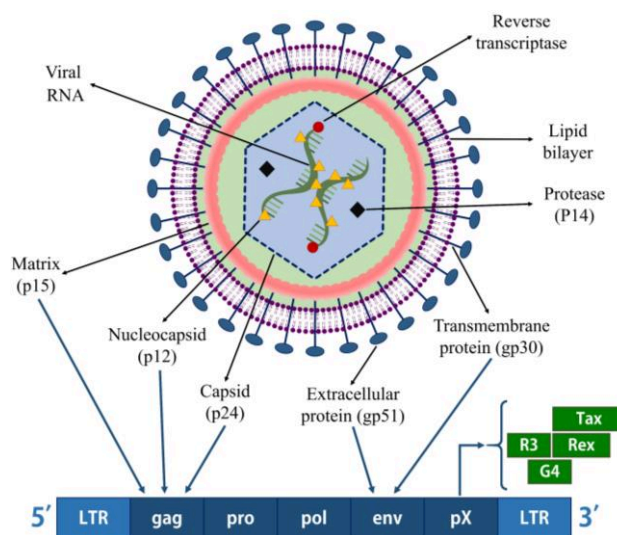 Reverse
transcriptase
Viral
RNA
Lipid
bilayer
Protease
(P14)
Matrix
(p15)
Nucleocapsid
(p12)
Capsid
(p24)
Extracellular
protein (gp51)
Transmembrane
protein (gp30)
Tax
R3 Rex
G4
5' LTR gag pro pol env pX LTR 3'